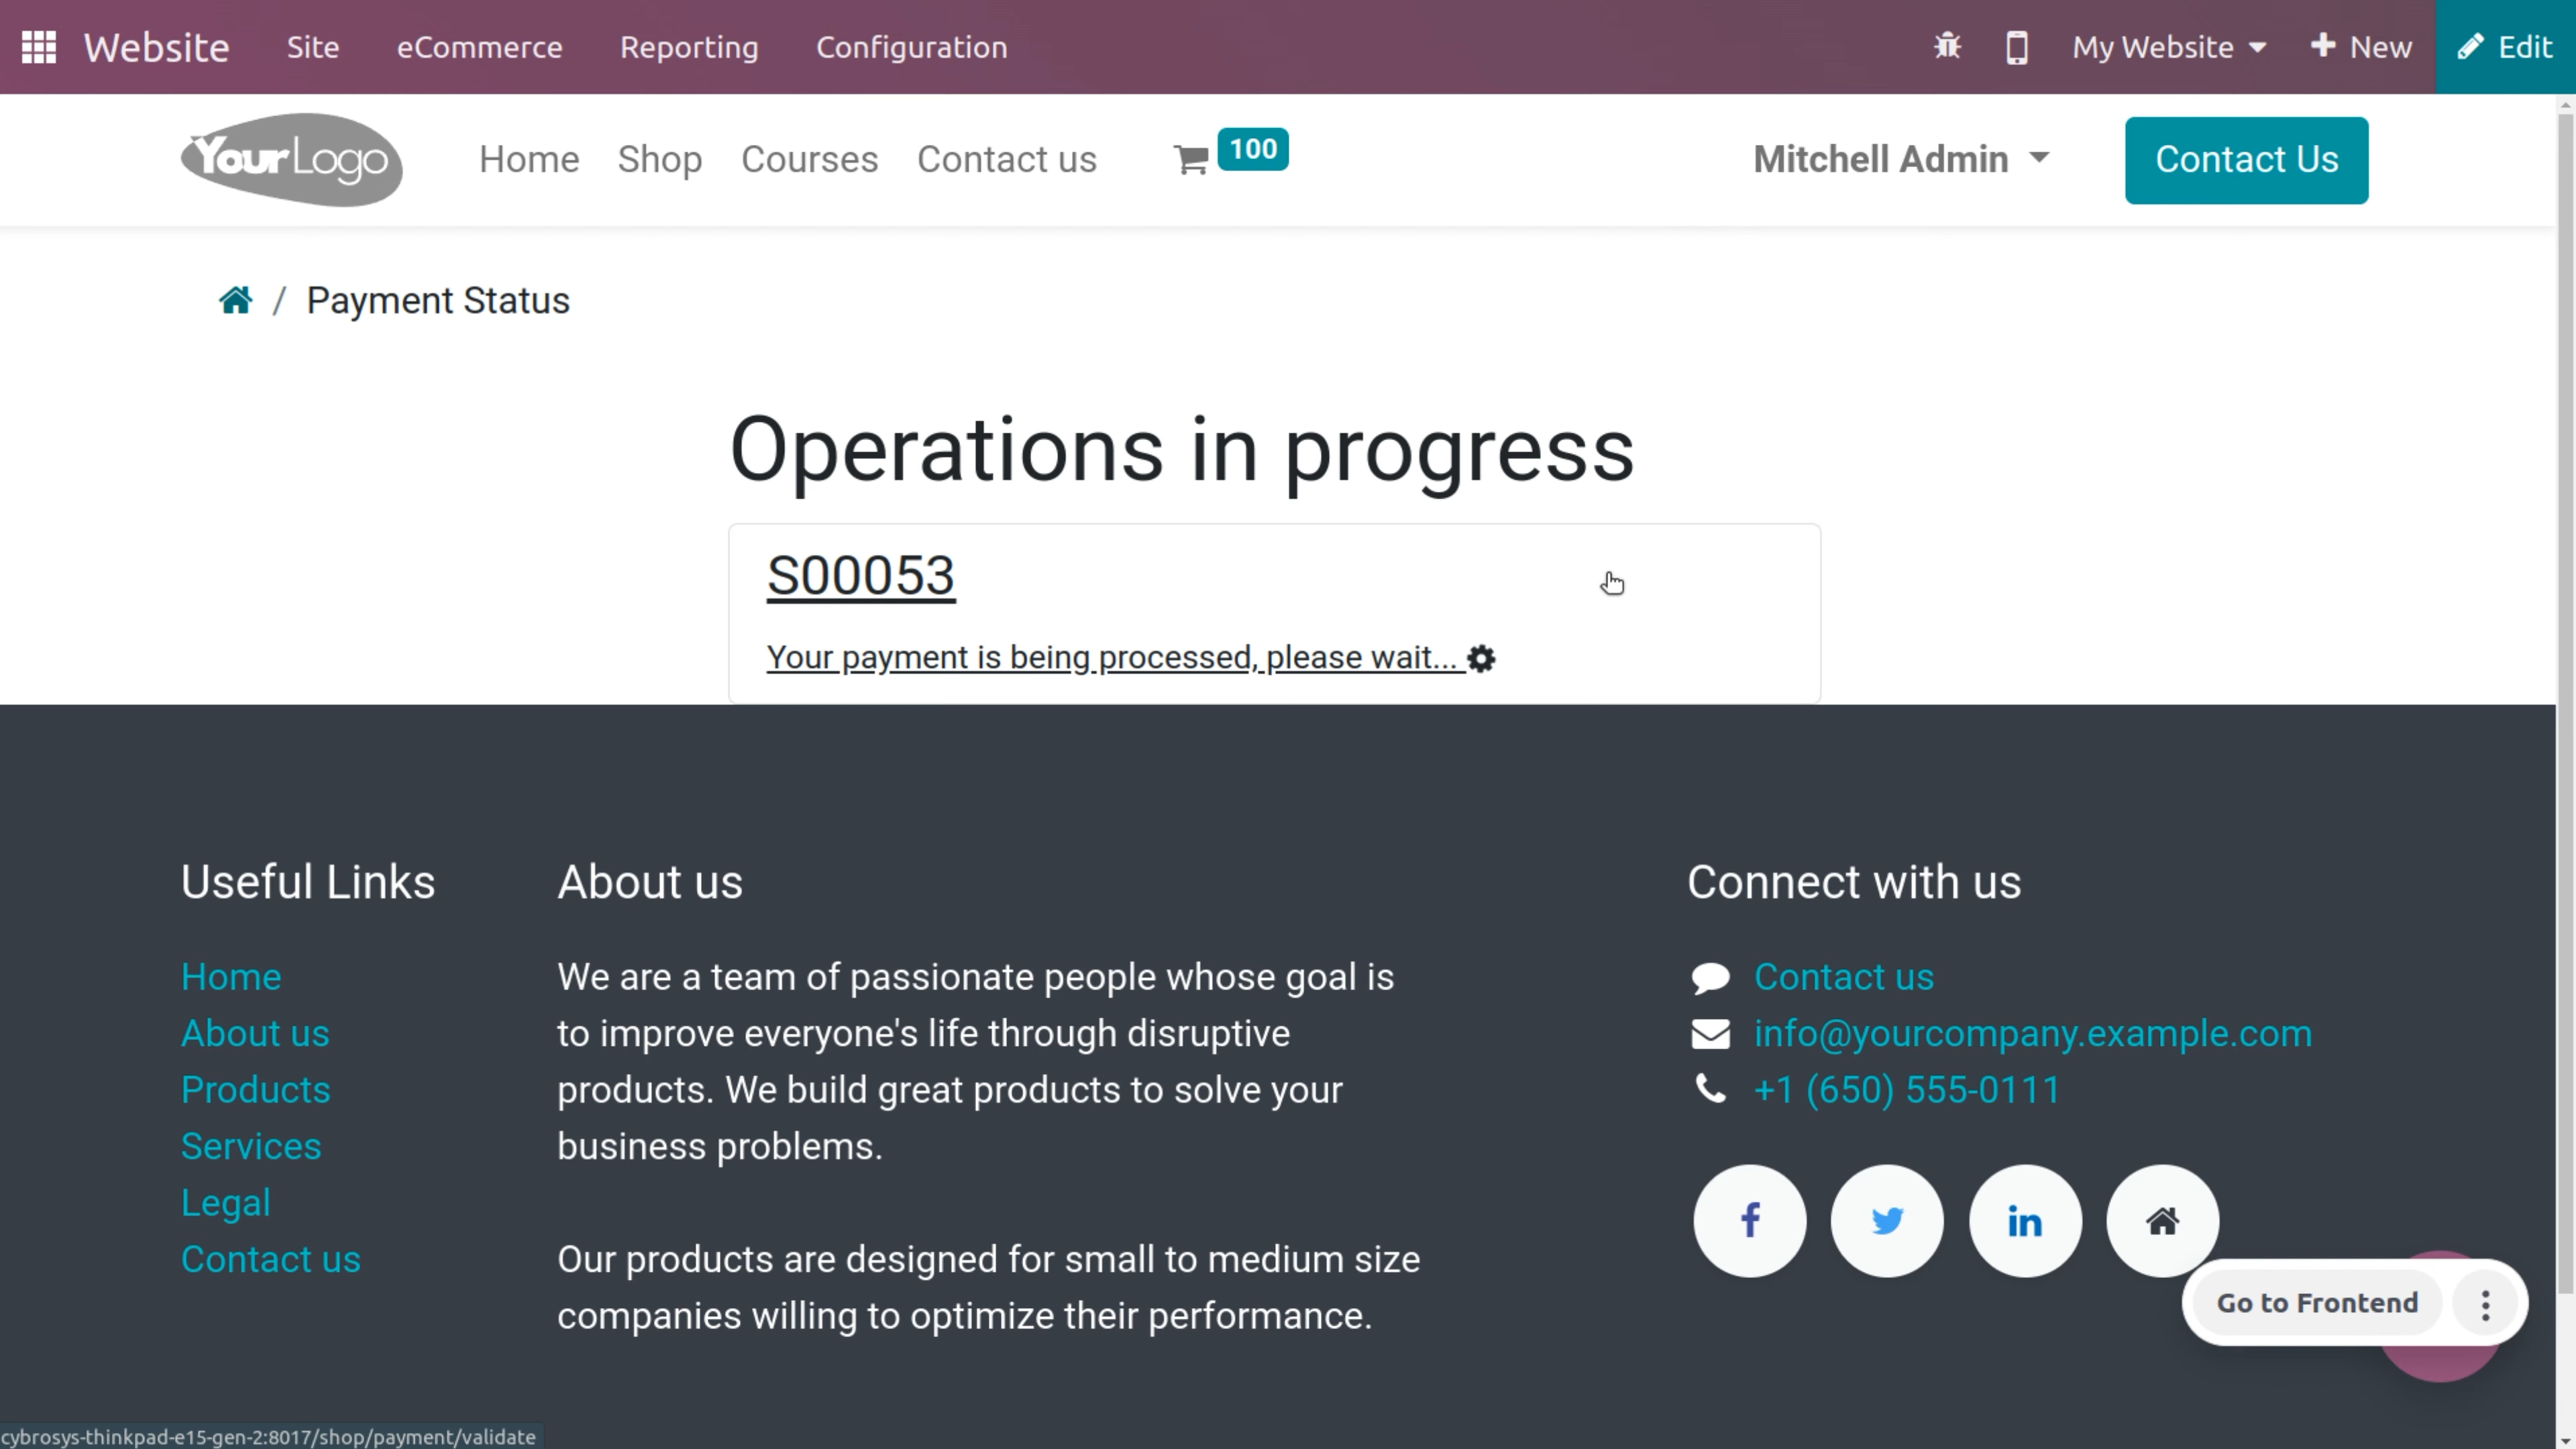 Website Site eCommerce Reporting Configuration My Website New Edit
YourLogo Home Shop Courses Contact us 100 Mitchell Admin Contact Us
/ Payment Status
Operations in progress
S00053
Your payment is being processed, please wait...
Useful Links
Home
About us
Products
Services
Legal
Contact us
About us
We are a team of passionate people whose goal is
to improve everyone's life through disruptive
products. We build great products to solve your
business problems.
Our products are designed for small to medium size
companies willing to optimize their performance.
Connect with us
Contact us
info@yourcompany.example.com
+1 (650) 555-0111
Go to Frontend
cybrosys-thinkpad-e15-gen-2:8017/shop/payment/validate